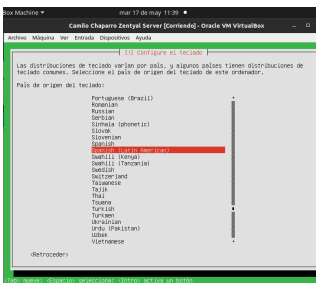 Box Machine ▾ mar 17 de may 11:39 ●
Camilo Chaparro Zentyal Server [Corriendo] - Oracle VM VirtualBox
Archivo Máquina Ver Entrada Dispositivos Ayuda
[!] Configure el teclado
Las distribuciones de teclado varían por país, y algunos países tienen distribuciones de
teclado comunes. Seleccione el país de origen del teclado de este ordenador.
País de origen del teclado:
Portuguese (Brazil)
Romanian
Russian
Serbian
Sinhala (phonetic)
Slovak
Slovenian
Spanish
Spanish (Latin American)
Swahili (Kenya)
Swahili (Tanzania)
Swedish
Switzerland
Taiwanese
Tajik
Thai
Tswana
Turkish
Turkmen
Ukrainian
Urdu (Pakistan)
Uzbek
Vietnamese
<Retroceder>
<Tab> mueve; <Espacio> selecciona; <Intro> activa un botón